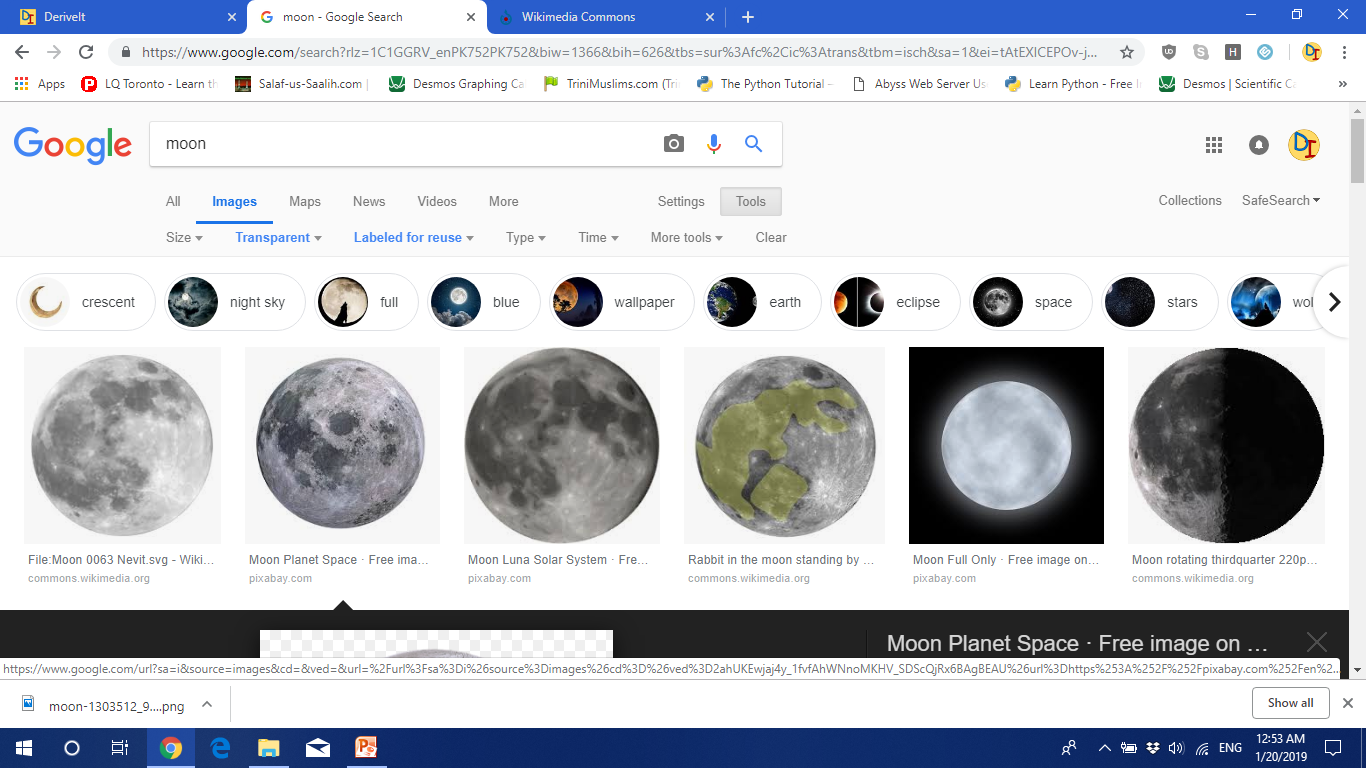 DeriveIt
moon - Google Search
Wikimedia Commons
https://www.google.com/search?rlz=1C1GGRV_enPK752PK752&biw=1366&bih=626&tbs=sur%3Afc%2Cic%3Atrans&tbm=isch&sa=1&ei=tAtEXICEPOv-j...
Apps
LQ Toronto - Learn th
Salaf-us-Saalih.com |
Desmos Graphing Ca
TriniMuslims.com (Tri
The Python Tutorial –
Abyss Web Server Us
Learn Python - Free In
Desmos | Scientific Ca
»
Google
moon
DI
All Images Maps News Videos More Settings Tools
Collections SafeSearch
Size Transparent Labeled for reuse Type Time More tools Clear
crescent night sky full blue wallpaper earth eclipse space stars wol
File:Moon 0063 Nevit.svg - Wiki...
commons.wikimedia.org
Moon Planet Space · Free ima...
pixabay.com
Moon Luna Solar System · Fre...
pixabay.com
Rabbit in the moon standing by ...
commons.wikimedia.org
Moon Full Only · Free image on...
pixabay.com
Moon rotating thirdquarter 220p...
commons.wikimedia.org
Moon Planet Space · Free image on ...
https://www.google.com/url?sa=i&source=images&cd=&ved=&url=%2Furl%3Fsa%3Di%26source%3Dimages%26cd%3D%26ved%3D2ahUKEwjaj4y_1fvfAhWNnoMKHV_SDScQjRx6BAgBEAU%26url%3Dhttps%253A%252F%252Fpixabay.com%252Fen%2...
moon-1303512_9....png
Show all
ENG
12:53 AM
1/20/2019